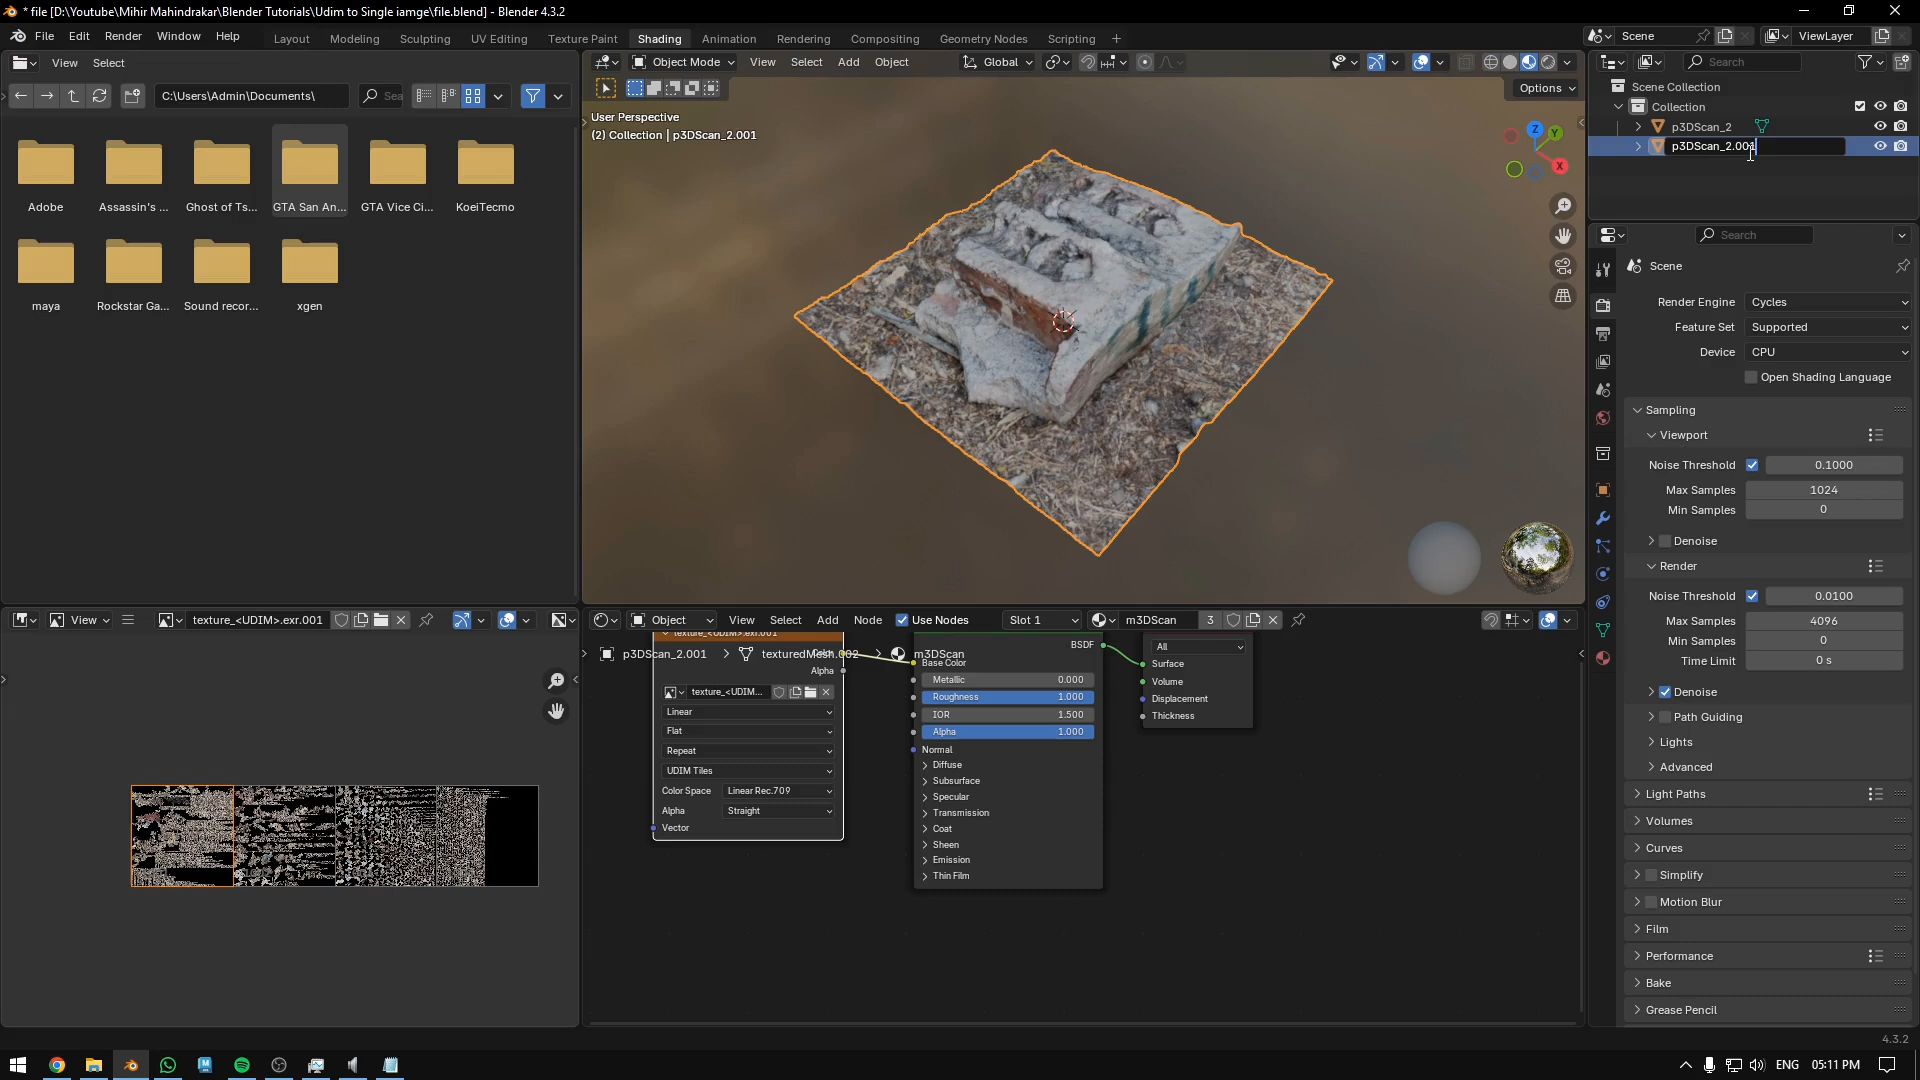 * file [D:\Youtube\Mihir Mahindrakar\Blender Tutorials\Udim to Single iamge\file.blend] - Blender 4.3.2
File Edit Render Window Help
Layout Modeling Sculpting UV Editing Texture Paint Shading Animation Rendering Compositing Geometry Nodes Scripting +
Scene
ViewLayer
View Select
C:\Users\Admin\Documents\
Sea
Adobe
Assassin's ...
Ghost of Ts...
GTA San An...
GTA Vice Ci...
KoeiTecmo
maya
Rockstar Ga...
Sound recor...
xgen
Object Mode View Select Add Object
Global
Options
User Perspective
(2) Collection | p3DScan_2.001
Z
Y
X
Search
Scene Collection
Collection
p3DScan_2
p3DScan_2.001
Search
Scene
Render Engine Cycles
Feature Set Supported
Device CPU
Open Shading Language
Sampling
Viewport
Noise Threshold 0.1000
Max Samples 1024
Min Samples 0
Denoise
Render
Noise Threshold 0.0100
Max Samples 4096
Min Samples 0
Time Limit 0 s
Denoise
Path Guiding
Lights
Advanced
Light Paths
Volumes
Curves
Simplify
Motion Blur
Film
Performance
Bake
Grease Pencil
View
texture_<UDIM>.exr.001
Object View Select Add Node Use Nodes Slot 1 m3DScan 3
texture_<UDIM>.exr.001
p3DScan_2.001 > texturedMesh.002 > m3DScan
Alpha
texture_<UDIM...
Linear
Flat
Repeat
UDIM Tiles
Color Space Linear Rec.709
Alpha Straight
Vector
BSDF
Base Color
Metallic 0.000
Roughness 1.000
IOR 1.500
Alpha 1.000
Normal
Diffuse
Subsurface
Specular
Transmission
Coat
Sheen
Emission
Thin Film
All
Surface
Volume
Displacement
Thickness
4.3.2
ENG 05:11 PM